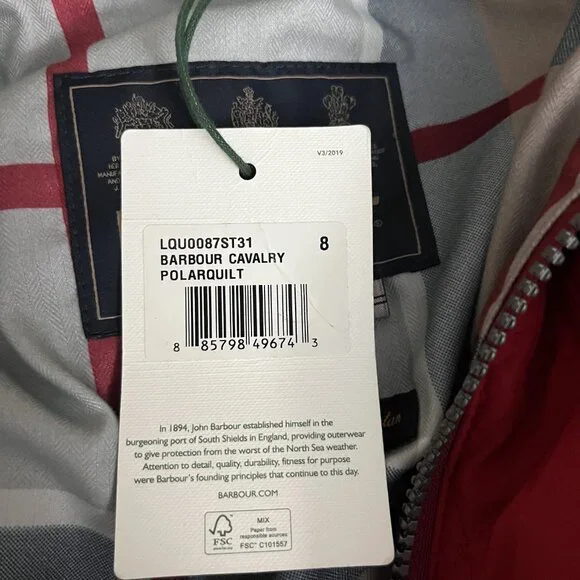 V3/2019
LQU0087ST31 8
BARBOUR CAVALRY
POLARQUILT
8 85798 49674 3
In 1894, John Barbour established himself in the
burgeoning port of South Shields in England, providing outerwear
to give protection from the worst of the North Sea weather.
Attention to detail, quality, durability, fitness for purpose
were Barbour's founding principles that continue to this day.
BARBOUR.COM
FSC
www.fsc.org
MIX
Paper from
responsible sources
FSC™ C101557